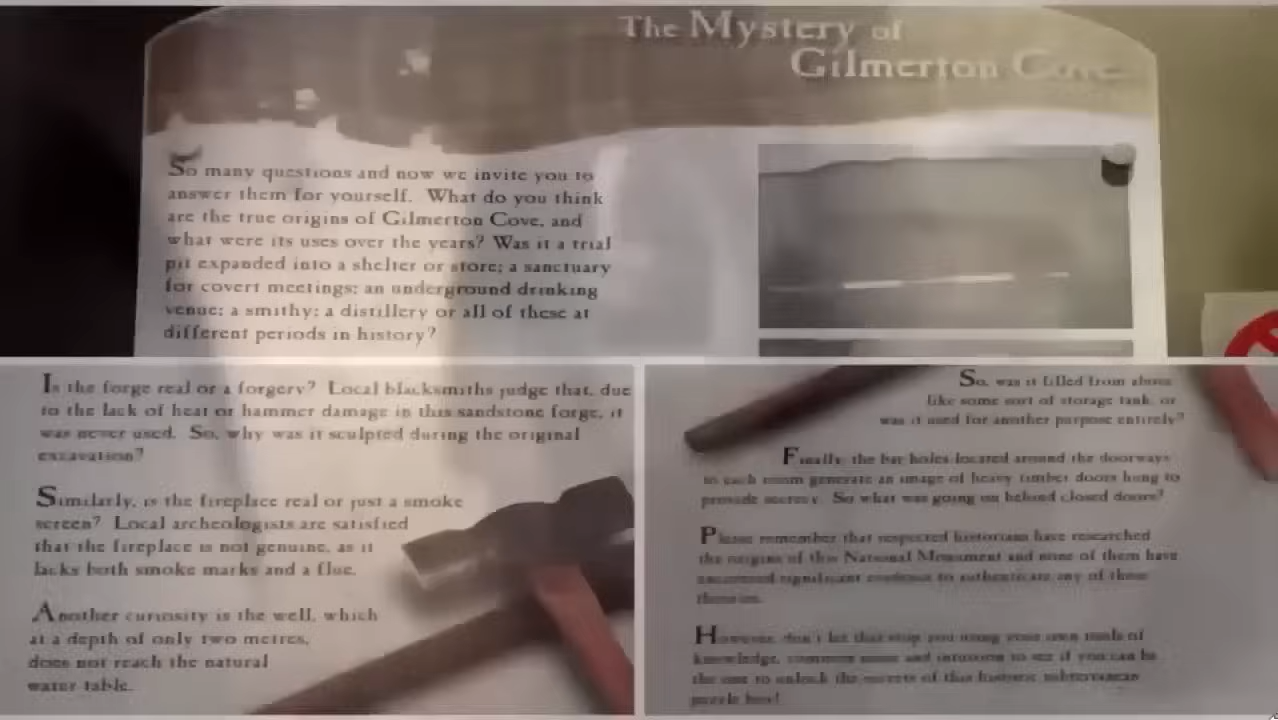 The Mystery of
Gilmerton Cove
So many questions and now we invite you to
answer them for yourself. What do you think
are the true origins of Gilmerton Cove, and
what were its uses over the years? Was it a trial
pit expanded into a shelter or store; a sanctuary
for covert meetings; an underground drinking
venue; a smithy; a distillery or all of these at
different periods in history?
Is the forge real or a forgery? Local blacksmiths judge that, due
to the lack of heat or hammer damage in this sandstone forge, it
was never used. So, why was it sculpted during the original
excavation?
Similarly, is the fireplace real or just a smoke
screen? Local archeologists are satisfied
that the fireplace is not genuine, as it
lacks both smoke marks and a flue.
Another curiosity is the well, which
at a depth of only two metres,
does not reach the natural
water table.
So, was it filled from above
like some sort of storage tank, or
was it used for another purpose entirely?
Finally, the bar holes located around the doorways
to each room generate an image of heavy timber doors hung to
provide secrecy. So what was going on behind closed doors?
Please remember that respected historians have researched
the origins of this National Monument and none of them have
uncovered significant evidence to authenticate any of these
theories.
However, don't let that stop you using your own tools of
knowledge, common sense and intuition to see if you can be
the one to unlock the secrets of this historic subterranean
puzzle box!